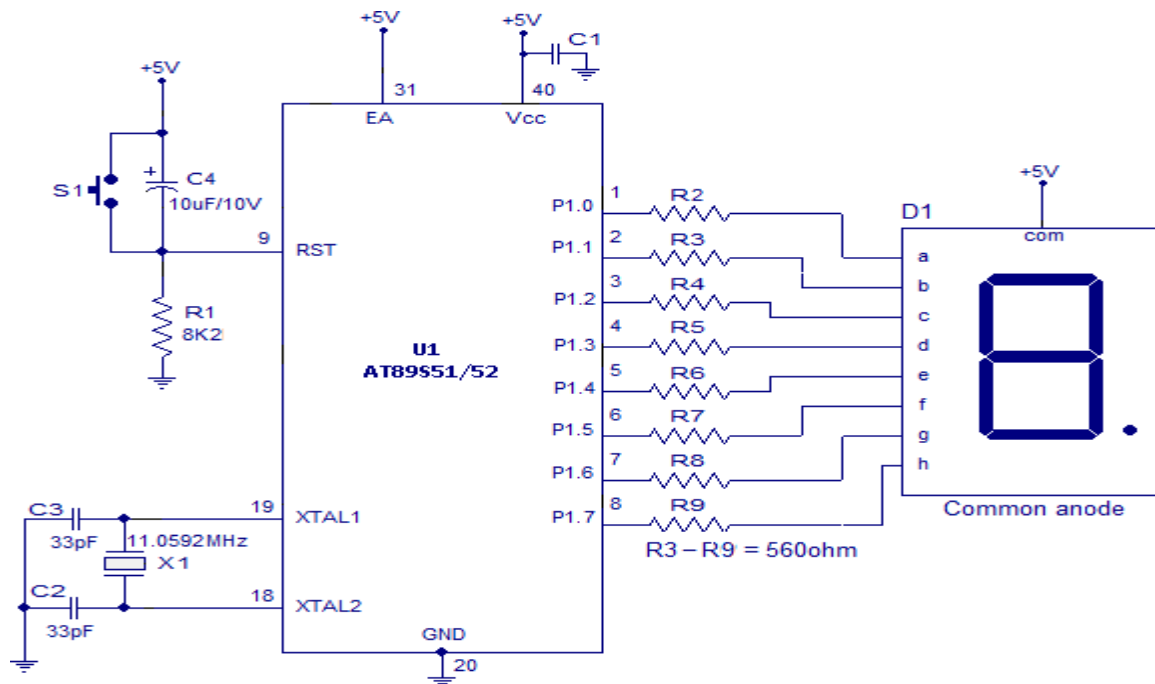 +5V
+5V
C1
+5V
31
40
EA
Vcc
S1
+
C4
10uF/10V
9
RST
R1
8K2
U1
AT89S51/52
P1.0
1
R2
P1.1
2
R3
P1.2
3
R4
P1.3
4
R5
P1.4
5
R6
P1.5
6
R7
P1.6
7
R8
P1.7
8
R9
R3-R9 = 560ohm
+5V
D1
com
a
b
c
d
e
f
g
h
Common anode
C3
33pF
19
XTAL1
11.0592MHz
X1
C2
33pF
18
XTAL2
GND
20